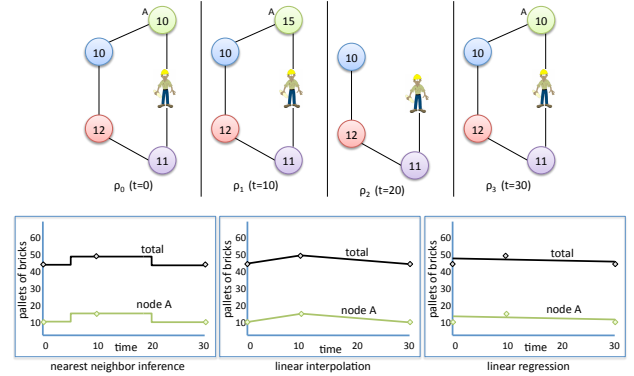 A 10 A 15 A 10
10 10 10 10
12 12 12 12
11 11 11 11
ρ0 (t=0) ρ1 (t=10) ρ2 (t=20) ρ3 (t=30)
pallets of bricks 60 50 40 30 20 10 total node A 0 10 20 30 time
pallets of bricks 60 50 40 30 20 10 total node A 0 10 20 30 time
pallets of bricks 60 50 40 30 20 10 total node A 0 10 20 30 time
nearest neighbor inference linear interpolation linear regression